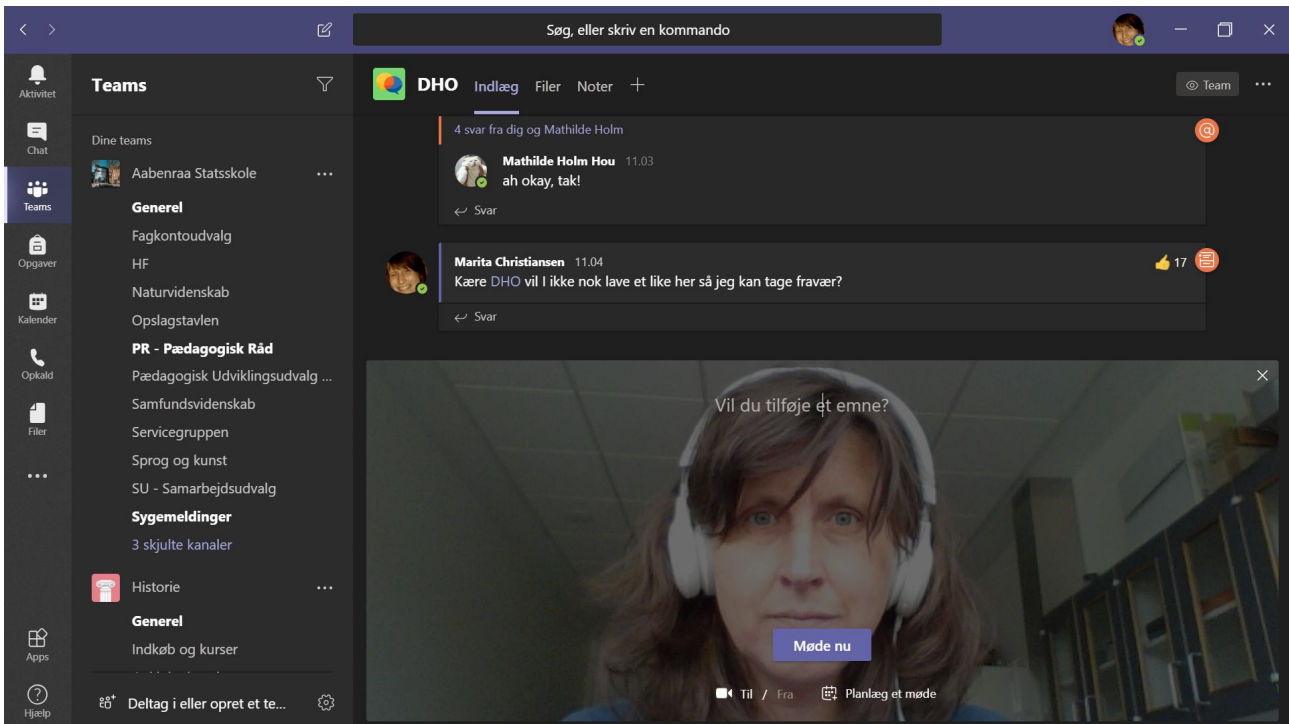 Søg, eller skriv en kommando
Aktivitet
Chat
Teams
Opgaver
Kalender
Opkald
Filer
Apps
Hjælp
Teams
Dine teams
Aabenraa Statsskole
Generel
Fagkontoudvalg
HF
Naturvidenskab
Opslagstavlen
PR - Pædagogisk Råd
Pædagogisk Udviklingsudvalg ...
Samfundsvidenskab
Servicegruppen
Sprog og kunst
SU - Samarbejdsudvalg
Sygemeldinger
3 skjulte kanaler
Historie
Generel
Indkøb og kurser
Deltag i eller opret et te...
DHO Indlæg Filer Noter
Team
4 svar fra dig og Mathilde Holm
Mathilde Holm Hou 11.03
ah okay, tak!
Svar
Marita Christiansen 11.04
17
Kære DHO vil I ikke nok lave et like her så jeg kan tage fravær?
Svar
Vil du tilføje et emne?
Møde nu
Til / Fra Planlæg et møde